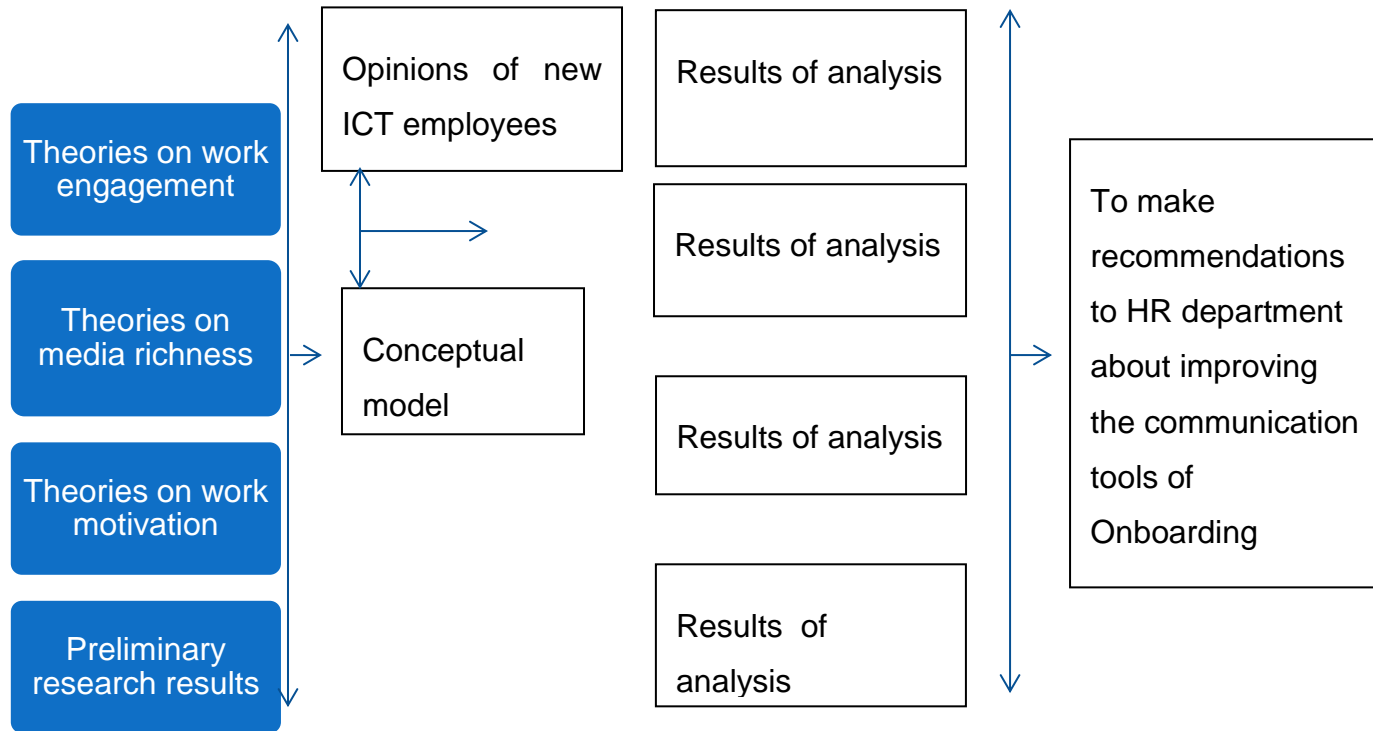 Theories on work
engagement
Theories on
media richness
Theories on work
motivation
Preliminary
research results
Opinions of new
ICT employees
Conceptual
model
Results of analysis
Results of analysis
Results of analysis
Results of
analysis
To make
recommendations
to HR department
about improving
the communication
tools of
Onboarding